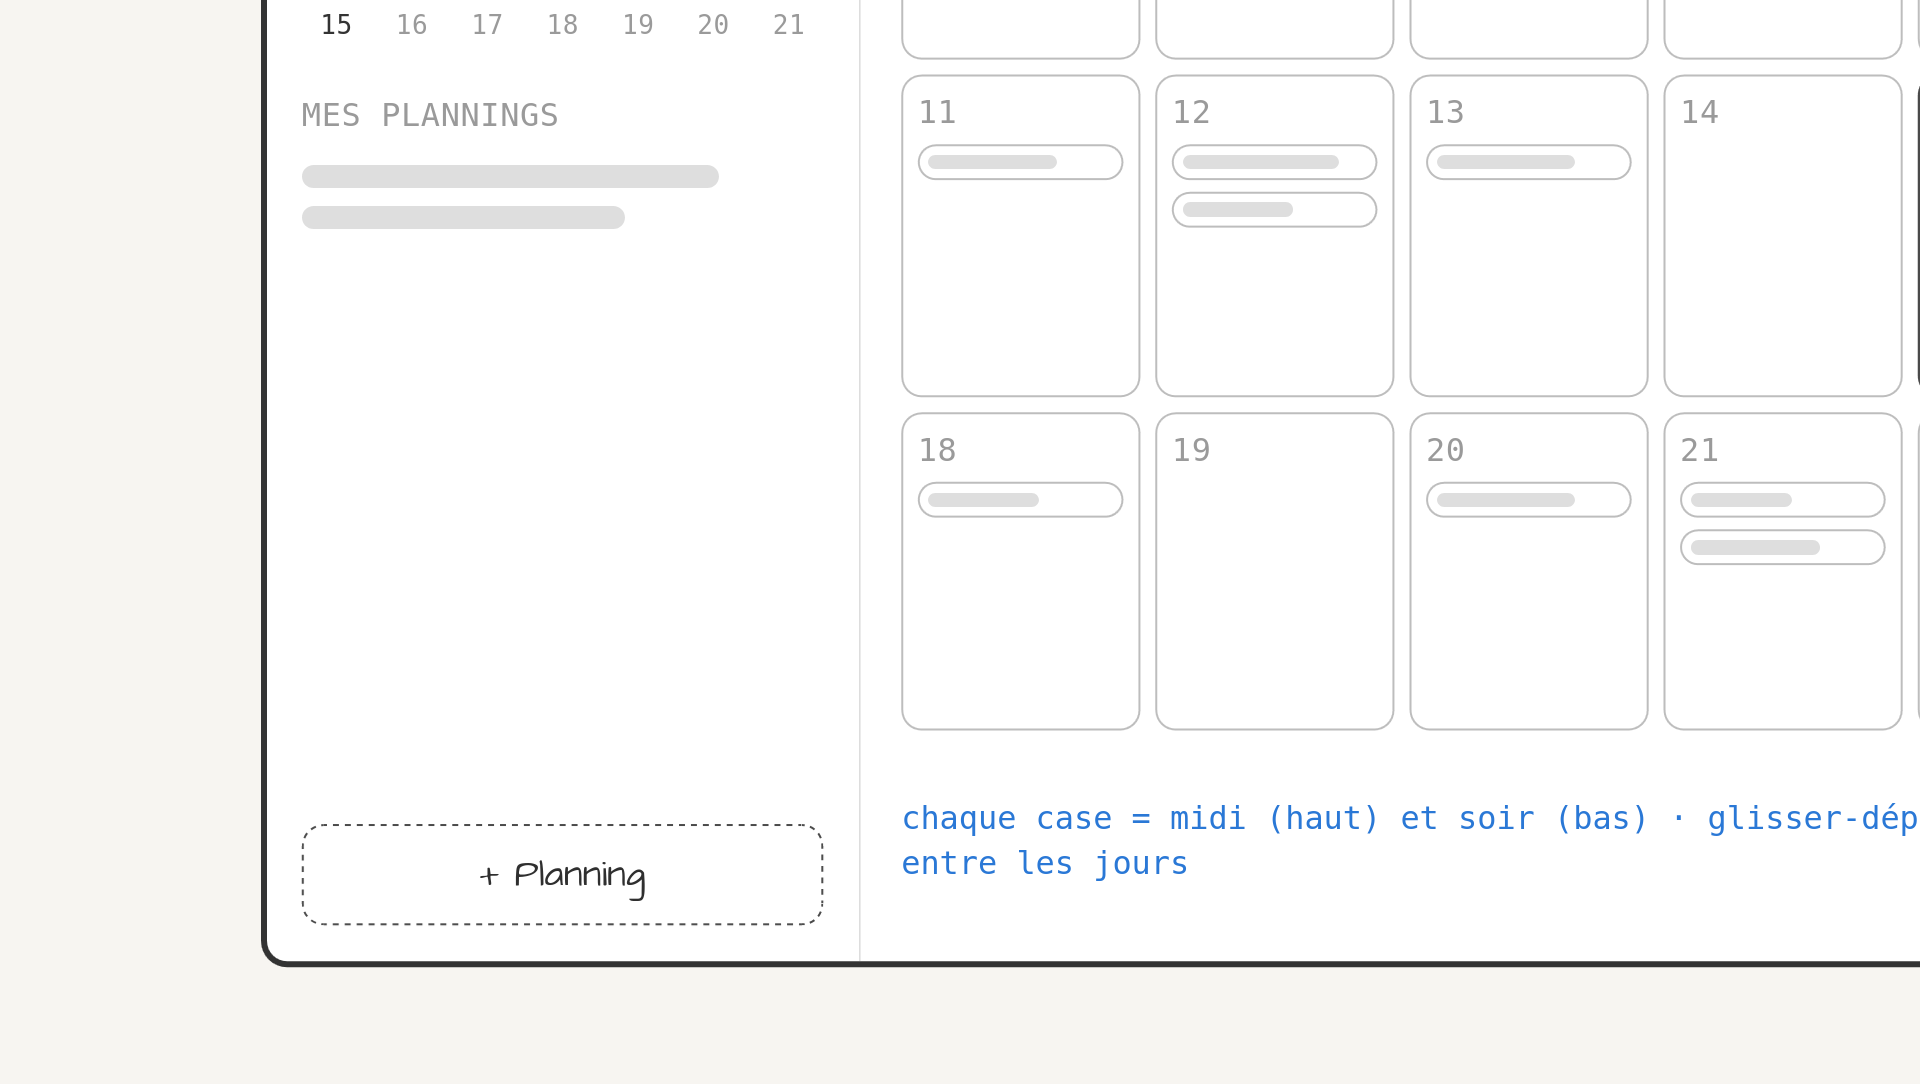 15 16 17 18 19 20 21
MES PLANNINGS
+ Planning
11 12 13 14
18 19 20 21
chaque case = midi (haut) et soir (bas) · glisser-dép
entre les jours